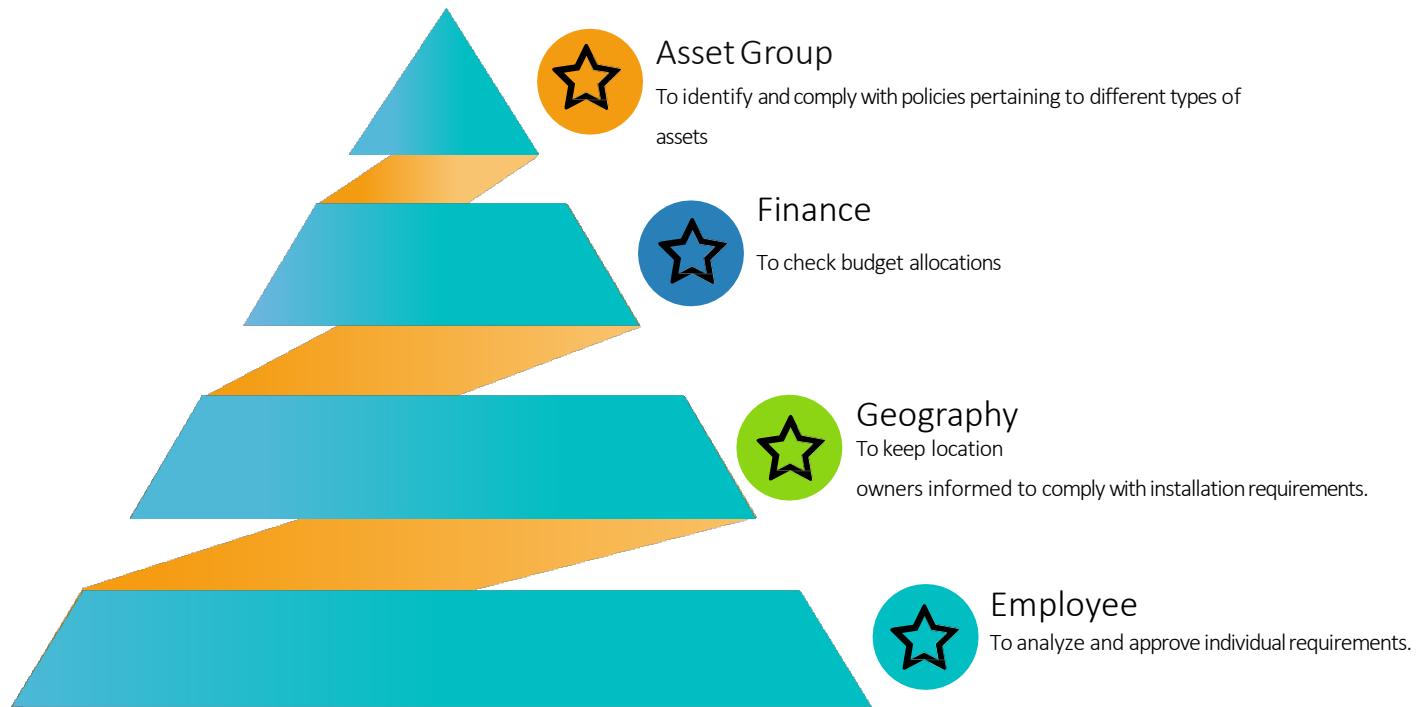 Asset Group
To identify and comply with policies pertaining to different types of
assets
Finance
To check budget allocations
Geography
To keep location
owners informed to comply with installation requirements.
Employee
To analyze and approve individual requirements.